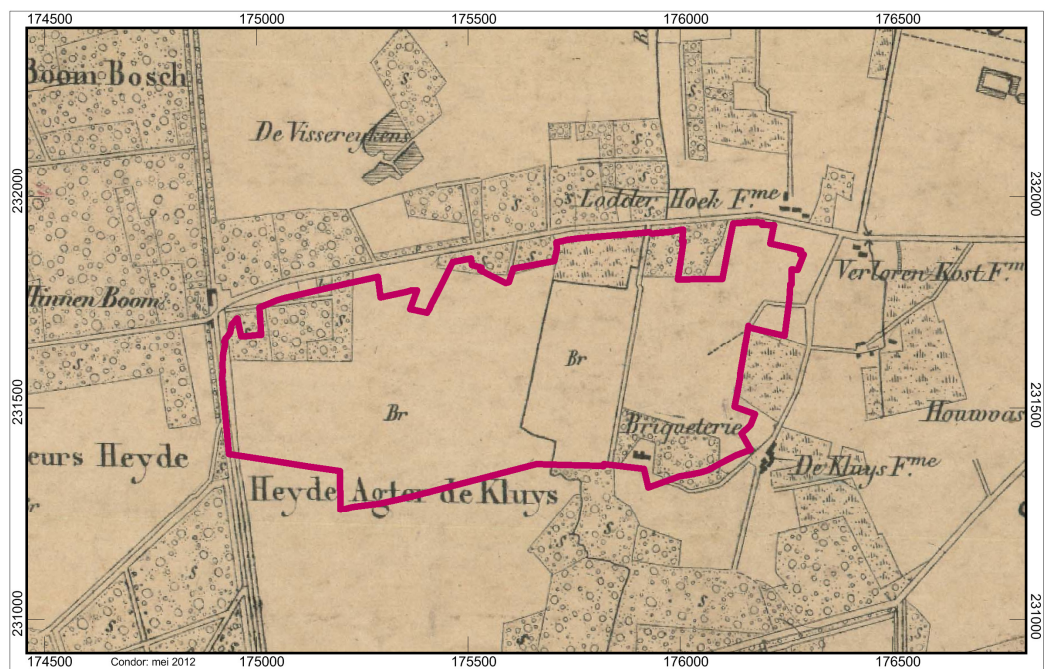 174500 175000 175500 176000 176500
Boom Bosch
S
De Vissereykens
S
S
S
232000
232000
S
S
S
Lodder Hoek F.me
S
Verloren Kost F.m
Tinnen Boom
S
S
S
Br
Br
231500
231500
Houwvas
Briqueterie
eurs Heyde
De Kluys F.me
Heyde Agter de Kluys
S
S
S
S
S
S
S
231000
231000
174500 175000 175500 176000 176500
Condor: mei 2012